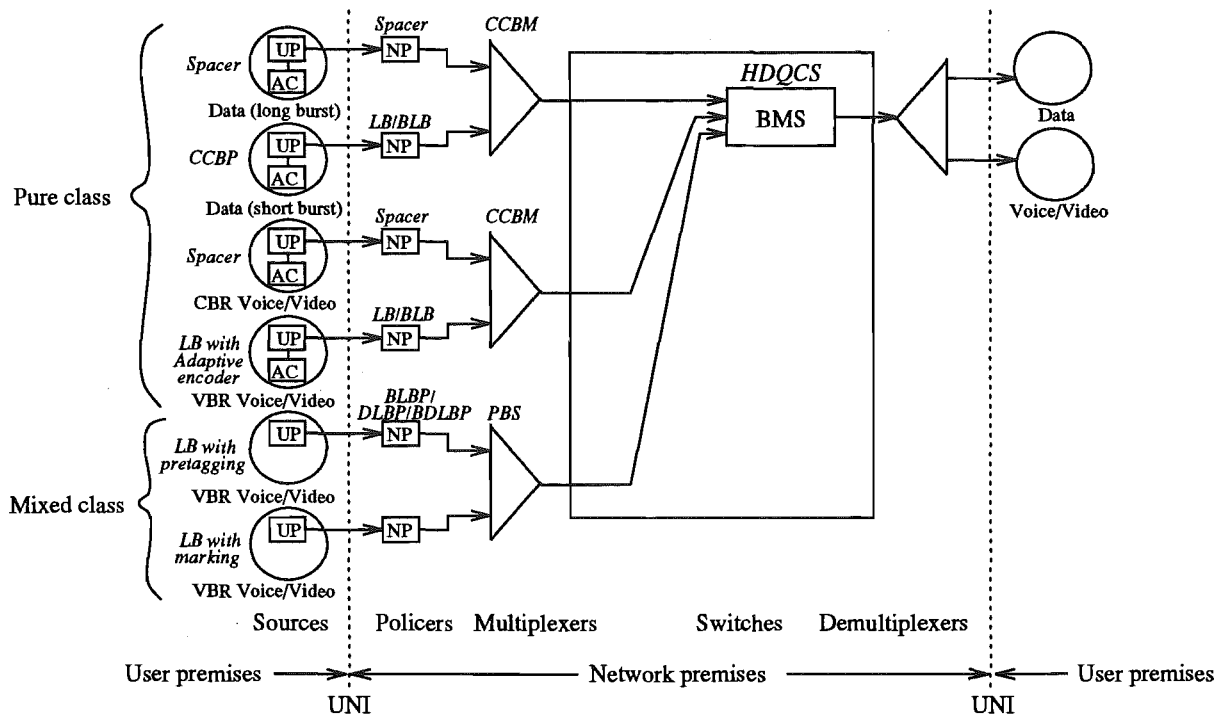 Spacer
CCBM
Spacer
UP
NP
AC
Data (long burst)
HDQCS
BMS
Data
CCBP
UP
LB/BLB
NP
AC
Data (short burst)
Voice/Video
Pure class
Spacer
UP
Spacer
NP
CCBM
AC
CBR Voice/Video
LB with
Adaptive
encoder
UP
LB/BLB
NP
AC
VBR Voice/Video
BLBP/
DLBP/BDLBP
PBS
LB with
pretagging
UP
NP
VBR Voice/Video
Mixed class
LB with
marking
UP
NP
VBR Voice/Video
Sources
Policers
Multiplexers
Switches
Demultiplexers
User premises
Network premises
User premises
UNI
UNI